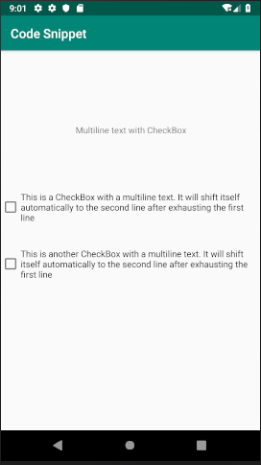 9:01
Code Snippet
Multiline text with CheckBox
This is a CheckBox with a multiline text. It will shift itself
automatically to the second line after exhausting the first
line
This is another CheckBox with a multiline text. It will shift
itself automatically to the second line after exhausting the
first line